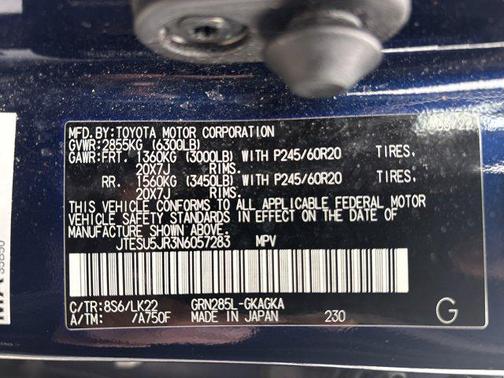 MFD.BY:TOYOTA MOTOR CORPORATION
GVWR:2855KG (6300LB)
GAWR:FRT. 1360KG (3000LB) WITH P245/60R20 TIRES.
20X7J RIMS.
RR. 1560KG (3450LB) WITH P245/60R20 TIRES.
20X7J RIMS.
THIS VEHICLE CONFORMS TO ALL APPLICABLE FEDERAL MOTOR
VEHICLE SAFETY STANDARDS IN EFFECT ON THE DATE OF
MANUFACTURE SHOWN ABOVE.
JTESU5JR3N6057283 MPV
C/TR:8S6/LK22 GRN285L-GKAGKA
A/TM: /A750F MADE IN JAPAN 230 G